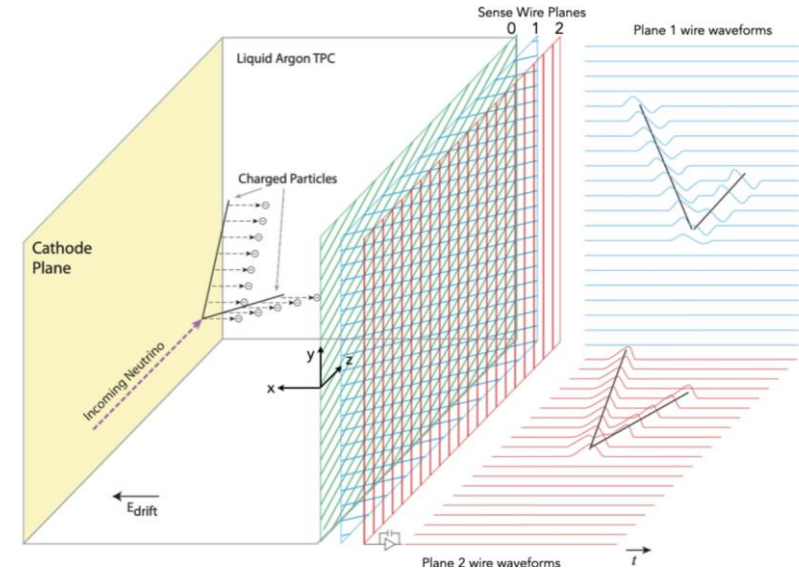 Sense Wire Planes
0 1 2
Plane 1 wire waveforms
Liquid Argon TPC
Charged Particles
Cathode
Plane
y
z
x
Incoming Neutrino
Edrift
t
Plane 2 wire waveforms